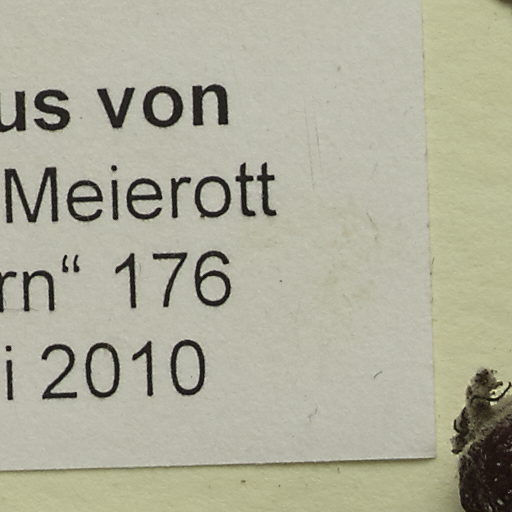 us von
Meierott
rn“ 176
i 2010